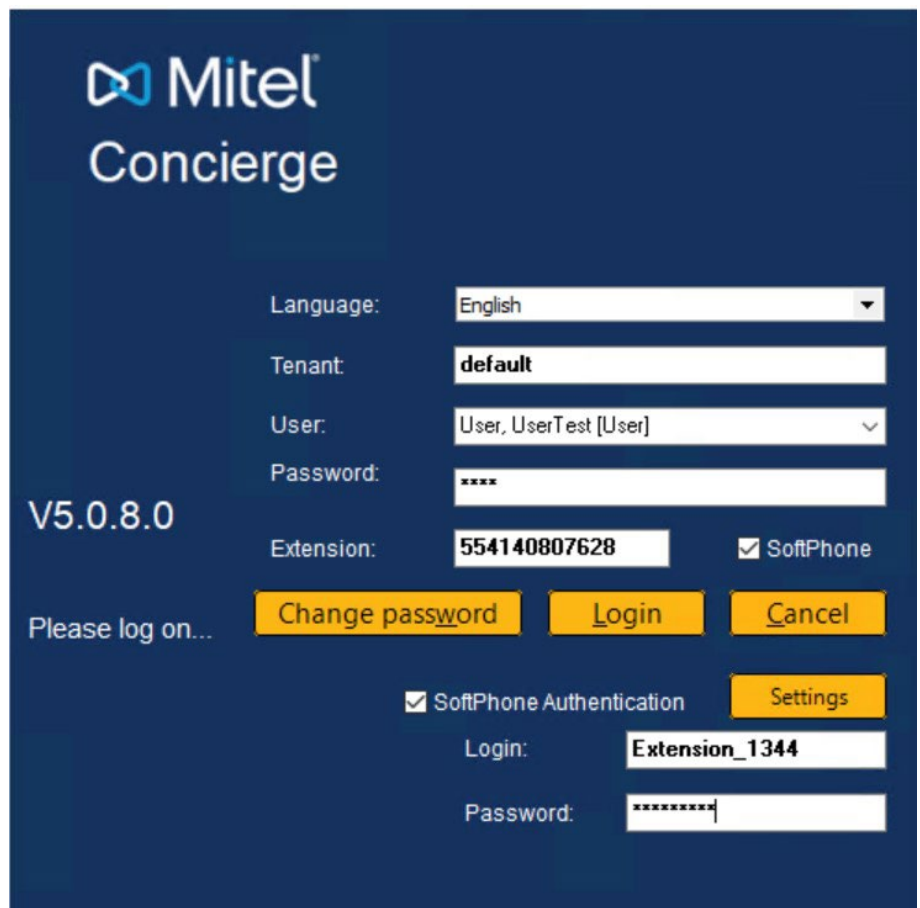 Mitel
Concierge
Language: English
Tenant: default
User: User, UserTest [User]
Password: ****
V5.0.8.0
Extension: 554140807628 SoftPhone
Change password Login Cancel
Please log on...
SoftPhone Authentication Settings
Login: Extension_1344
Password: *********